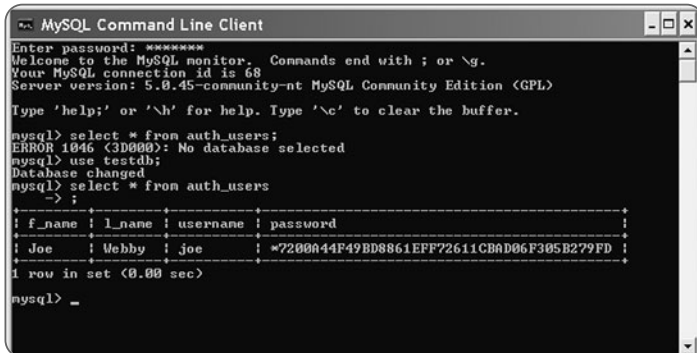 MySQL Command Line Client
Enter password: *******
Welcome to the MySQL monitor.  Commands end with ; or \g.
Your MySQL connection id is 68
Server version: 5.0.45-community-nt MySQL Community Edition (GPL)
Type 'help;' or '\h' for help. Type '\c' to clear the buffer.
mysql> select * from auth_users;
ERROR 1046 (3D000): No database selected
mysql> use testdb;
Database changed
mysql> select * from auth_users
    -> ;
+--------+--------+----------+-------------------------------------------+
| f_name | l_name | username | password                                  |
+--------+--------+----------+-------------------------------------------+
| Joe    | Webby  | joe      | *7200A44F49BD8861EFF72611CBAD06F305B279FD |
+--------+--------+----------+-------------------------------------------+
1 row in set (0.00 sec)
mysql> _